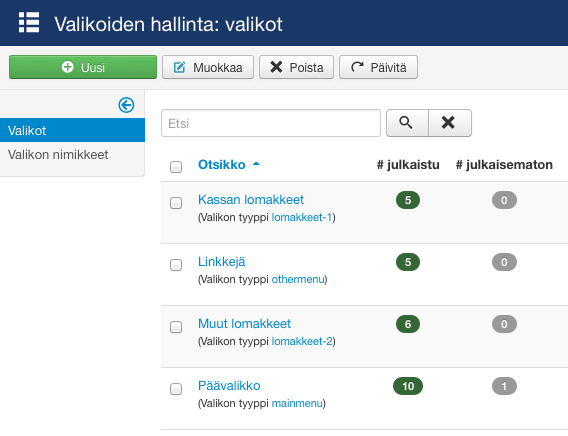 Valikoiden hallinta: valikot
Uusi Muokkaa Poista Päivitä
Valikot
Valikon nimikkeet
Etsi
Otsikko # julkaistu # julkaisematon
Kassan lomakkeet 5 0
(Valikon tyyppi lomakkeet-1)
Linkkejä 5 0
(Valikon tyyppi othermenu)
Muut lomakkeet 6 0
(Valikon tyyppi lomakkeet-2)
Päävalikko 10 1
(Valikon tyyppi mainmenu)